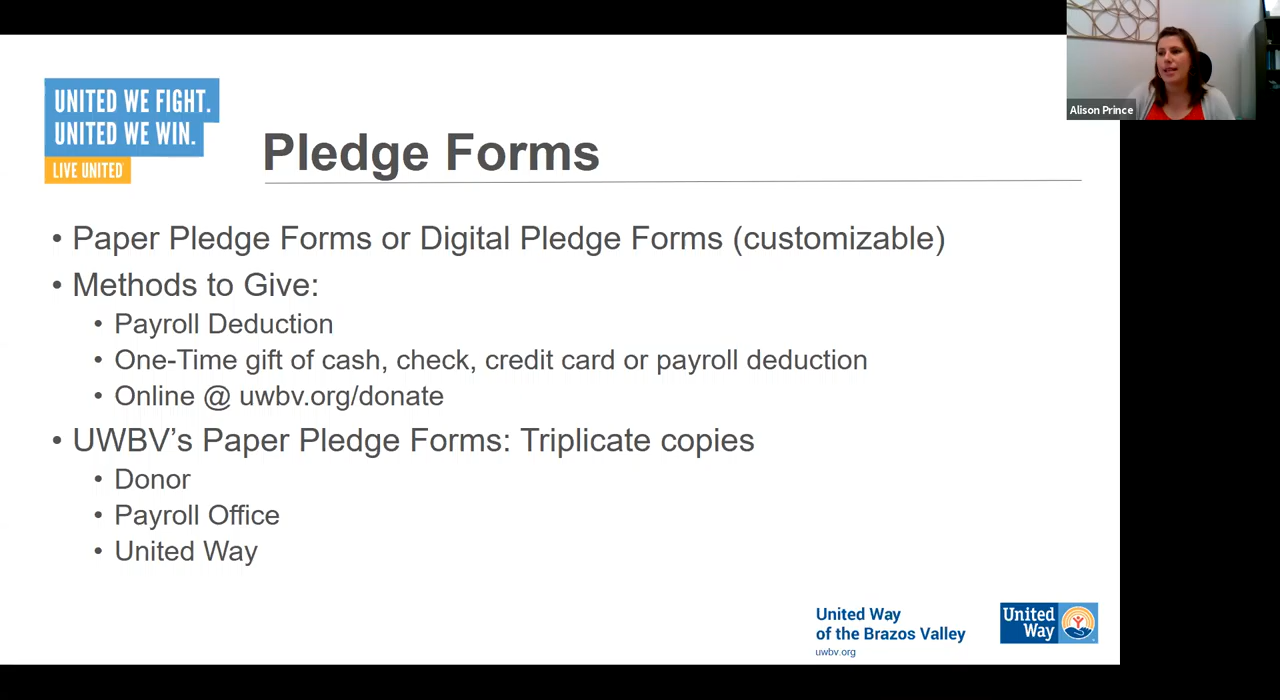 UNITED WE FIGHT.
UNITED WE WIN.
LIVE UNITED
Pledge Forms
Alison Prince
• Paper Pledge Forms or Digital Pledge Forms (customizable)
• Methods to Give:
• Payroll Deduction
• One-Time gift of cash, check, credit card or payroll deduction
• Online @ uwbv.org/donate
• UWBV’s Paper Pledge Forms: Triplicate copies
• Donor
• Payroll Office
• United Way
United Way
of the Brazos Valley
uwbv.org
United
Way